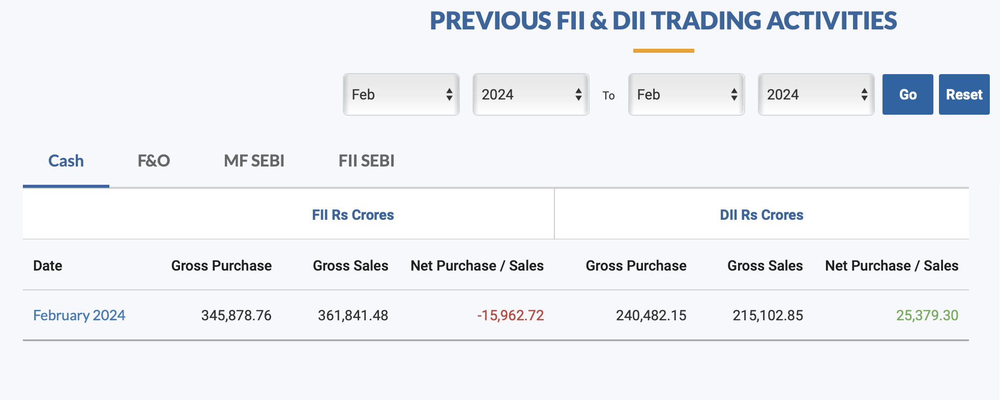 PREVIOUS FII & DII TRADING ACTIVITIES
Feb 2024 To Feb 2024 Go Reset
Cash F&O MF SEBI FII SEBI
FII Rs Crores DII Rs Crores
Date Gross Purchase Gross Sales Net Purchase / Sales Gross Purchase Gross Sales Net Purchase / Sales
February 2024 345,878.76 361,841.48 -15,962.72 240,482.15 215,102.85 25,379.30